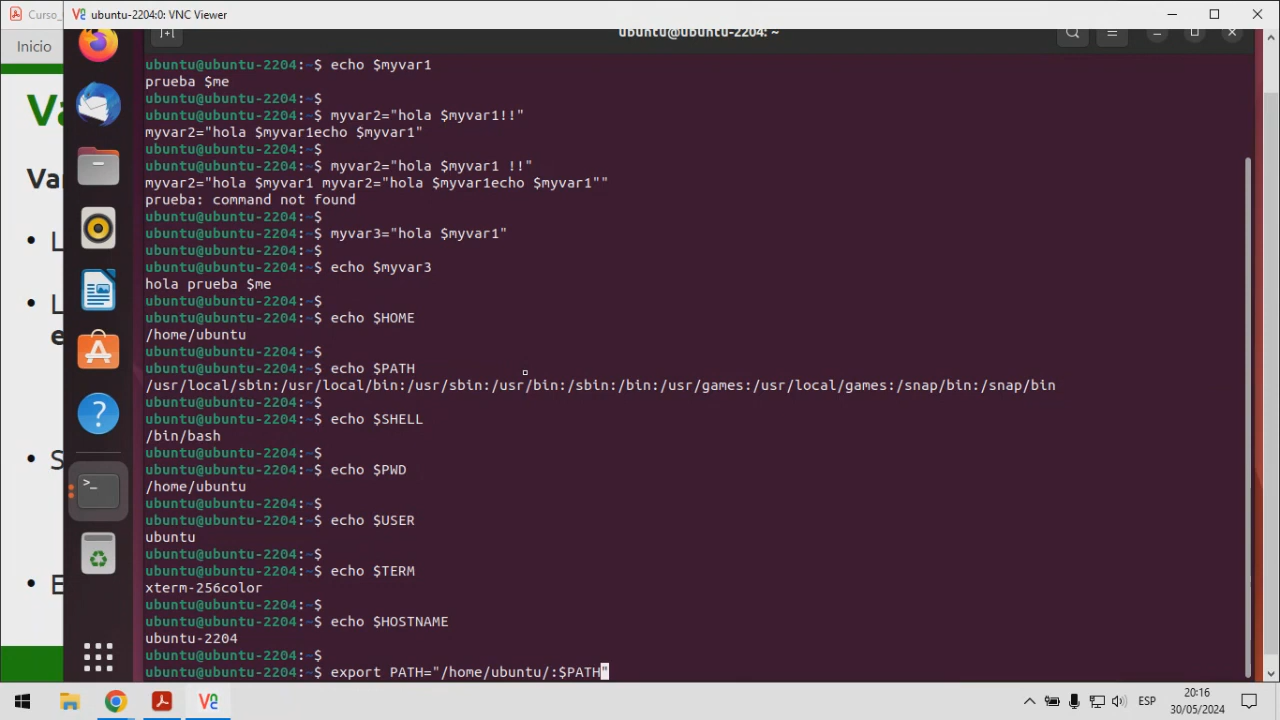 Curso_
ubuntu-2204:0: VNC Viewer
Inicio
ubuntu@ubuntu-2204: ~
Va
Var
L
L
e
S
E
ubuntu@ubuntu-2204:~$ echo $myvar1
prueba $me
ubuntu@ubuntu-2204:~$
ubuntu@ubuntu-2204:~$ myvar2="hola $myvar1!!"
myvar2="hola $myvar1echo $myvar1"
ubuntu@ubuntu-2204:~$
ubuntu@ubuntu-2204:~$ myvar2="hola $myvar1 !!"
myvar2="hola $myvar1 myvar2="hola $myvar1echo $myvar1""
prueba: command not found
ubuntu@ubuntu-2204:~$
ubuntu@ubuntu-2204:~$ myvar3="hola $myvar1"
ubuntu@ubuntu-2204:~$
ubuntu@ubuntu-2204:~$ echo $myvar3
hola prueba $me
ubuntu@ubuntu-2204:~$
ubuntu@ubuntu-2204:~$ echo $HOME
/home/ubuntu
ubuntu@ubuntu-2204:~$
ubuntu@ubuntu-2204:~$ echo $PATH
/usr/local/sbin:/usr/local/bin:/usr/sbin:/usr/bin:/sbin:/bin:/usr/games:/usr/local/games:/snap/bin:/snap/bin
ubuntu@ubuntu-2204:~$
ubuntu@ubuntu-2204:~$ echo $SHELL
/bin/bash
ubuntu@ubuntu-2204:~$
ubuntu@ubuntu-2204:~$ echo $PWD
/home/ubuntu
ubuntu@ubuntu-2204:~$
ubuntu@ubuntu-2204:~$ echo $USER
ubuntu
ubuntu@ubuntu-2204:~$
ubuntu@ubuntu-2204:~$ echo $TERM
xterm-256color
ubuntu@ubuntu-2204:~$
ubuntu@ubuntu-2204:~$ echo $HOSTNAME
ubuntu-2204
ubuntu@ubuntu-2204:~$
ubuntu@ubuntu-2204:~$ export PATH="/home/ubuntu/:$PATH"
ESP
20:16
30/05/2024